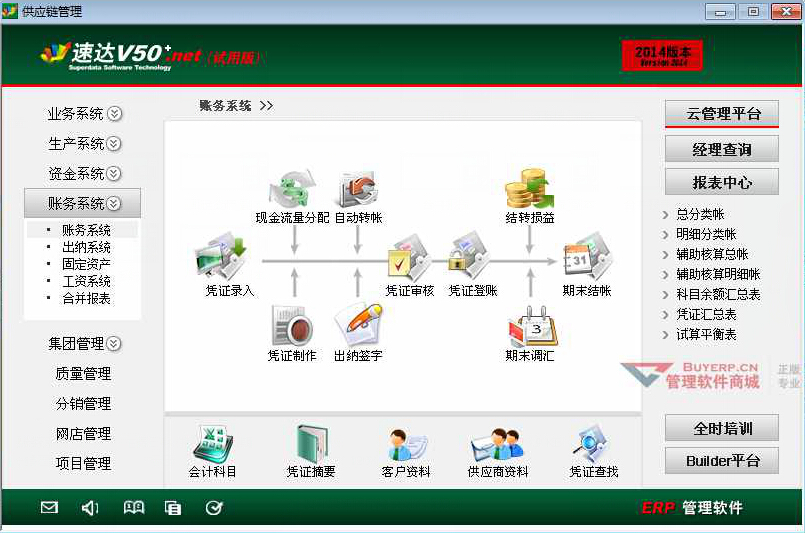 供应链管理
速达V50+.net (试用版)
Superdata Software Technology
2014版本
Version 2014
业务系统
生产系统
资金系统
账务系统
账务系统
出纳系统
固定资产
工资系统
合并报表
集团管理
质量管理
分销管理
网店管理
项目管理
账务系统 >>
现金流量分配
自动转帐
结转损益
凭证录入
凭证审核
凭证登账
31
期末结帐
凭证制作
出纳签字
3
期末调汇
会计科目
凭证摘要
客户资料
供应商资料
凭证查找
云管理平台
经理查询
报表中心
总分类帐
明细分类帐
辅助核算总帐
辅助核算明细帐
科目余额汇总表
凭证汇总表
试算平衡表
BUYERP.CN
管理软件商城
正版
专业
全时培训
Builder平台
ERP 管理软件